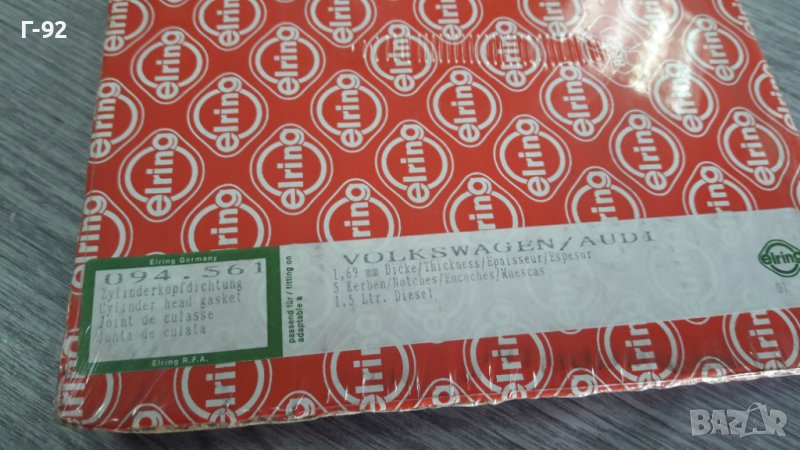 Г-92
Elring Germany
094-561
Zylinderkopfdichtung
Cylinder head gasket
Joint de culasse
Junta de culata
Elring R.F.A.
passend für / fitting on
adaptable a
VOLKSWAGEN/AUDI
1,69 mm Dicke/Thickness/Epaisseur/Espesor
5 Kerben/Notches/Encoches/Muescas
1,5 Ltr. Diesel
elring
BAZAR